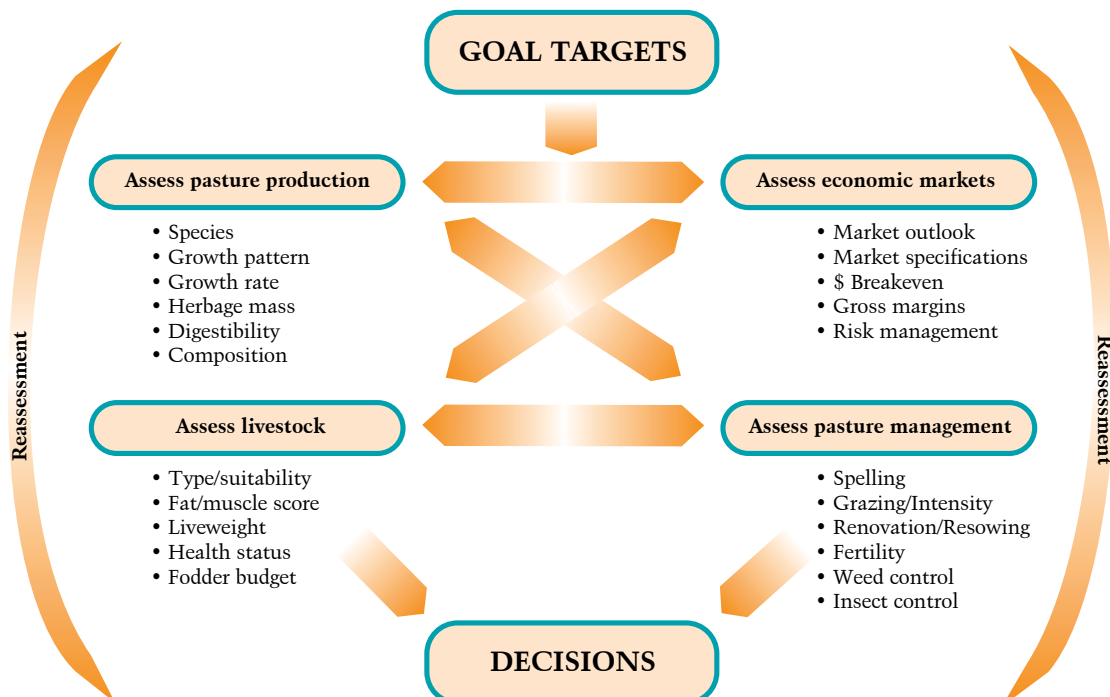 GOAL TARGETS
Assess pasture production
• Species
• Growth pattern
• Growth rate
• Herbage mass
• Digestibility
• Composition
Assess economic markets
• Market outlook
• Market specifications
• $ Breakeven
• Gross margins
• Risk management
Reassessment
Reassessment
Assess livestock
• Type/suitability
• Fat/muscle score
• Liveweight
• Health status
• Fodder budget
Assess pasture management
• Spelling
• Grazing/Intensity
• Renovation/Resowing
• Fertility
• Weed control
• Insect control
DECISIONS